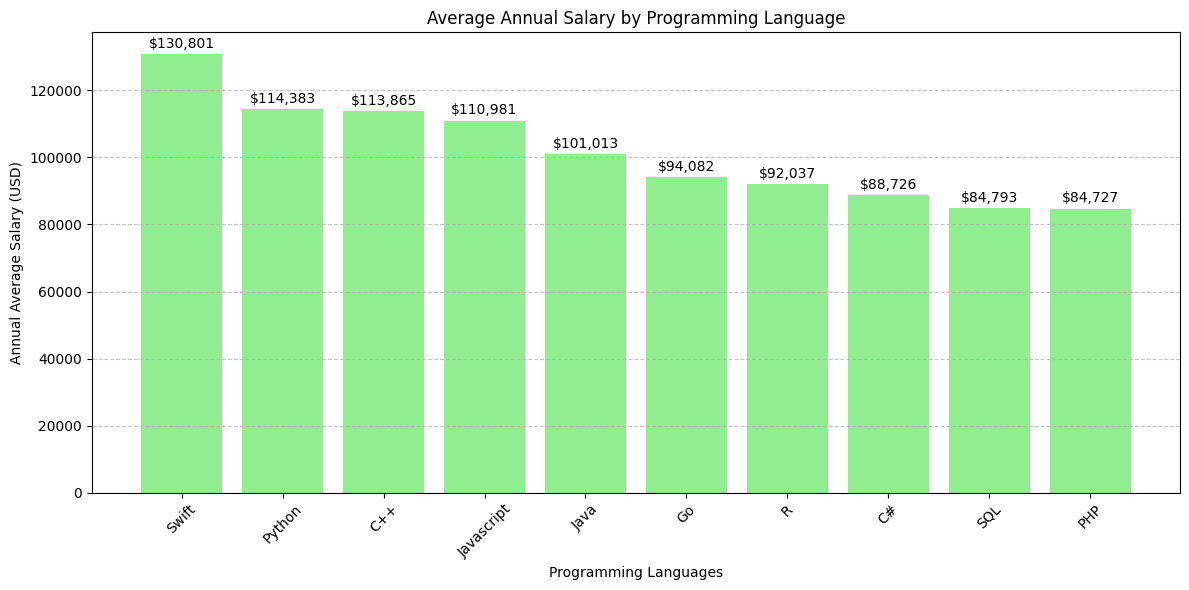 Average Annual Salary by Programming Language
Annual Average Salary (USD)
120000
100000
80000
60000
40000
20000
0
$130,801
$114,383
$113,865
$110,981
$101,013
$94,082
$92,037
$88,726
$84,793
$84,727
Swift
Python
C++
Javascript
Java
Go
R
C#
SQL
PHP
Programming Languages